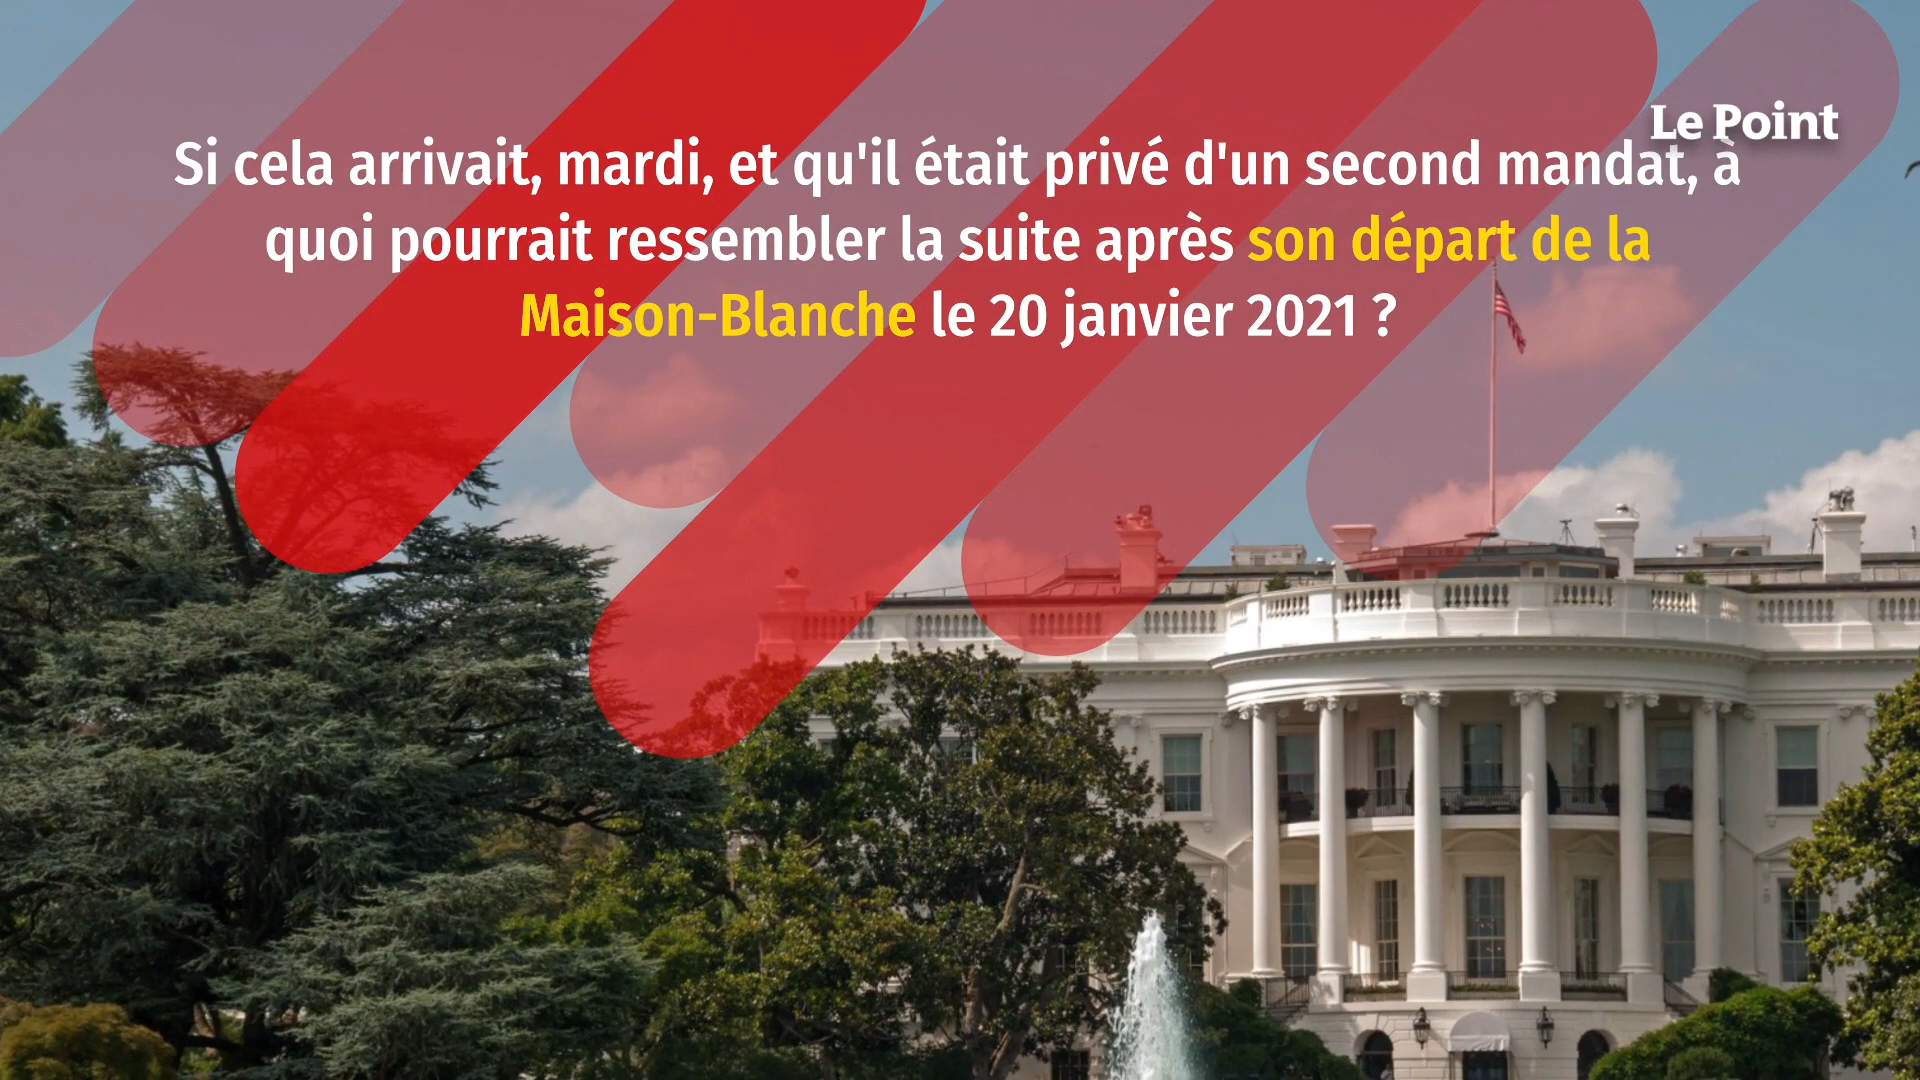 Le Point
Si cela arrivait, mardi, et qu'il était privé d'un second mandat, à
quoi pourrait ressembler la suite après son départ de la
Maison-Blanche le 20 janvier 2021 ?